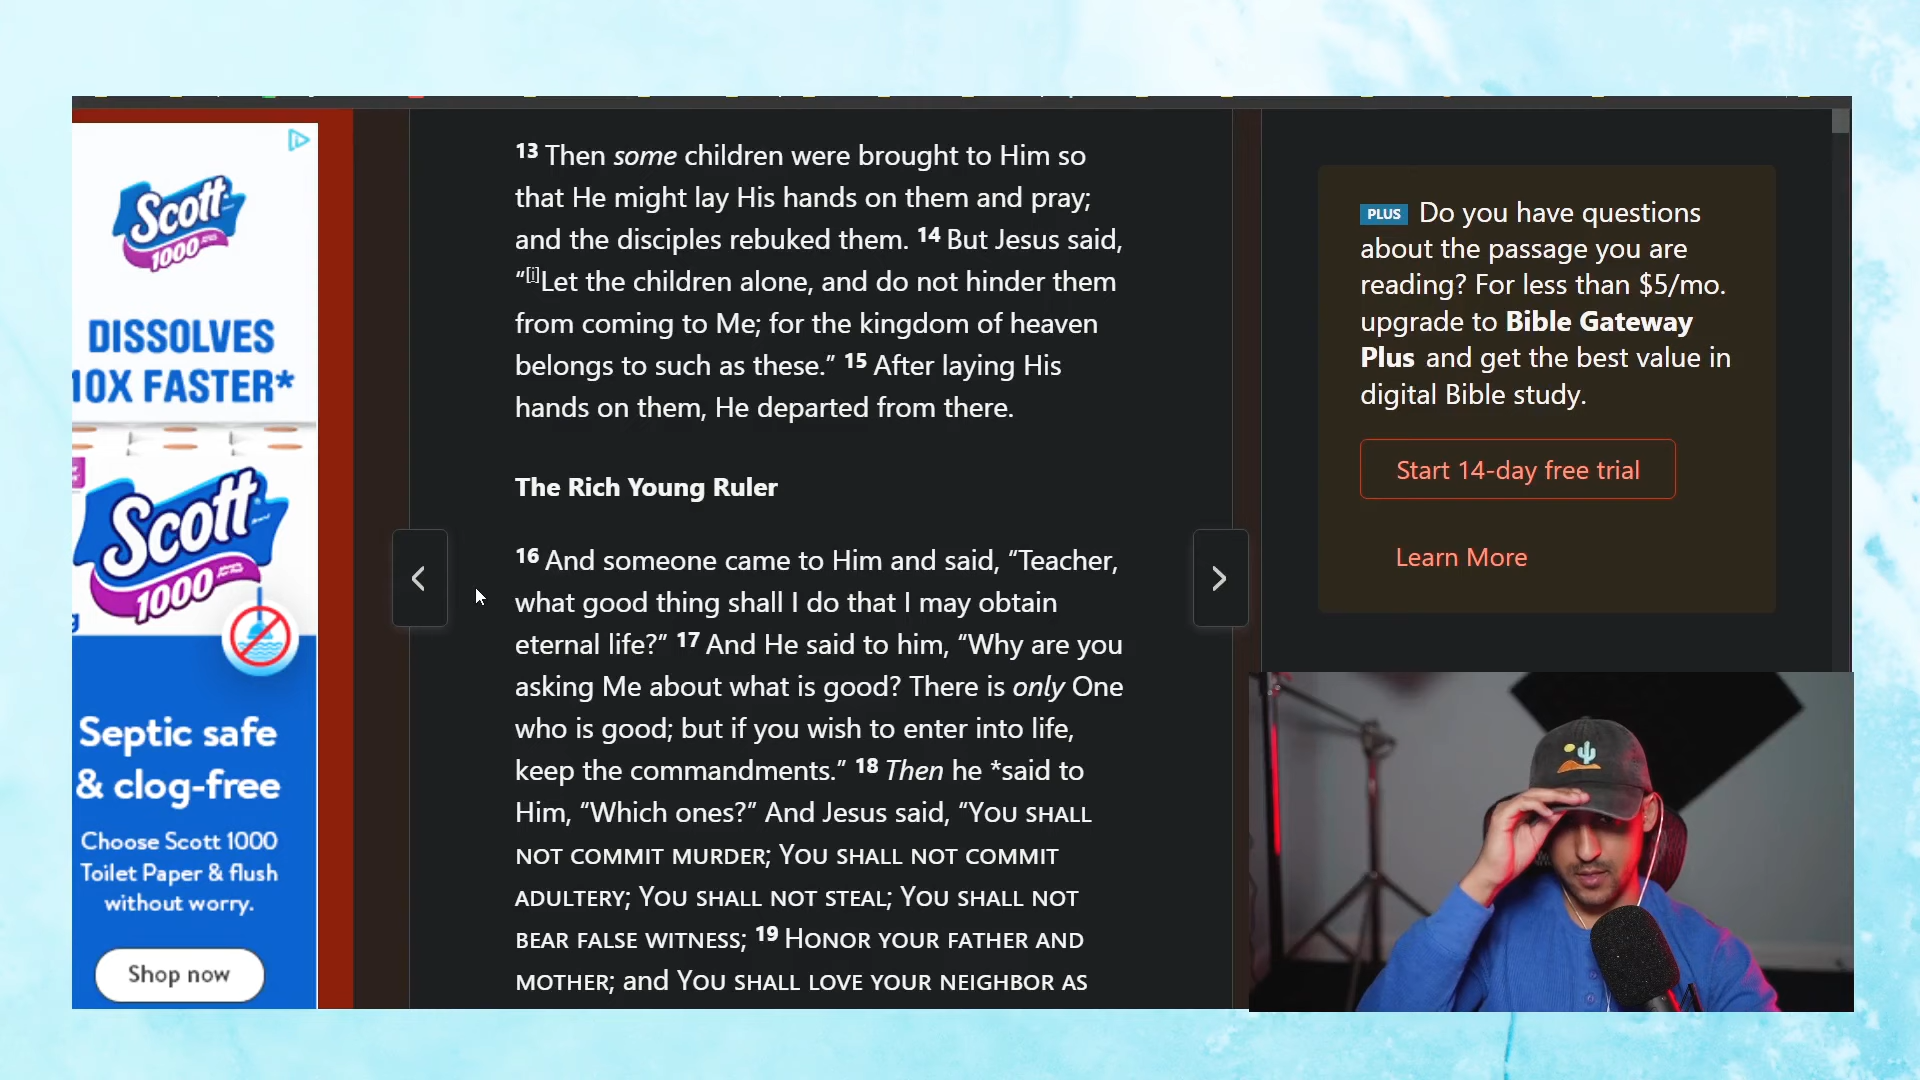 Scott
1000
DISSOLVES
10X FASTER*
Scott
1000
Septic safe
& clog-free
Choose Scott 1000
Toilet Paper & flush
without worry.
Shop now
13 Then some children were brought to Him so
that He might lay His hands on them and pray;
and the disciples rebuked them. 14 But Jesus said,
“[i]Let the children alone, and do not hinder them
from coming to Me; for the kingdom of heaven
belongs to such as these.” 15 After laying His
hands on them, He departed from there.
The Rich Young Ruler
16 And someone came to Him and said, “Teacher,
what good thing shall I do that I may obtain
eternal life?” 17 And He said to him, “Why are you
asking Me about what is good? There is only One
who is good; but if you wish to enter into life,
keep the commandments.” 18 Then he *said to
Him, “Which ones?” And Jesus said, “You shall
not commit murder; You shall not commit
adultery; You shall not steal; You shall not
bear false witness; 19 Honor your father and
mother; and You shall love your neighbor as
PLUS Do you have questions
about the passage you are
reading? For less than $5/mo.
upgrade to Bible Gateway
Plus and get the best value in
digital Bible study.
Start 14-day free trial
Learn More